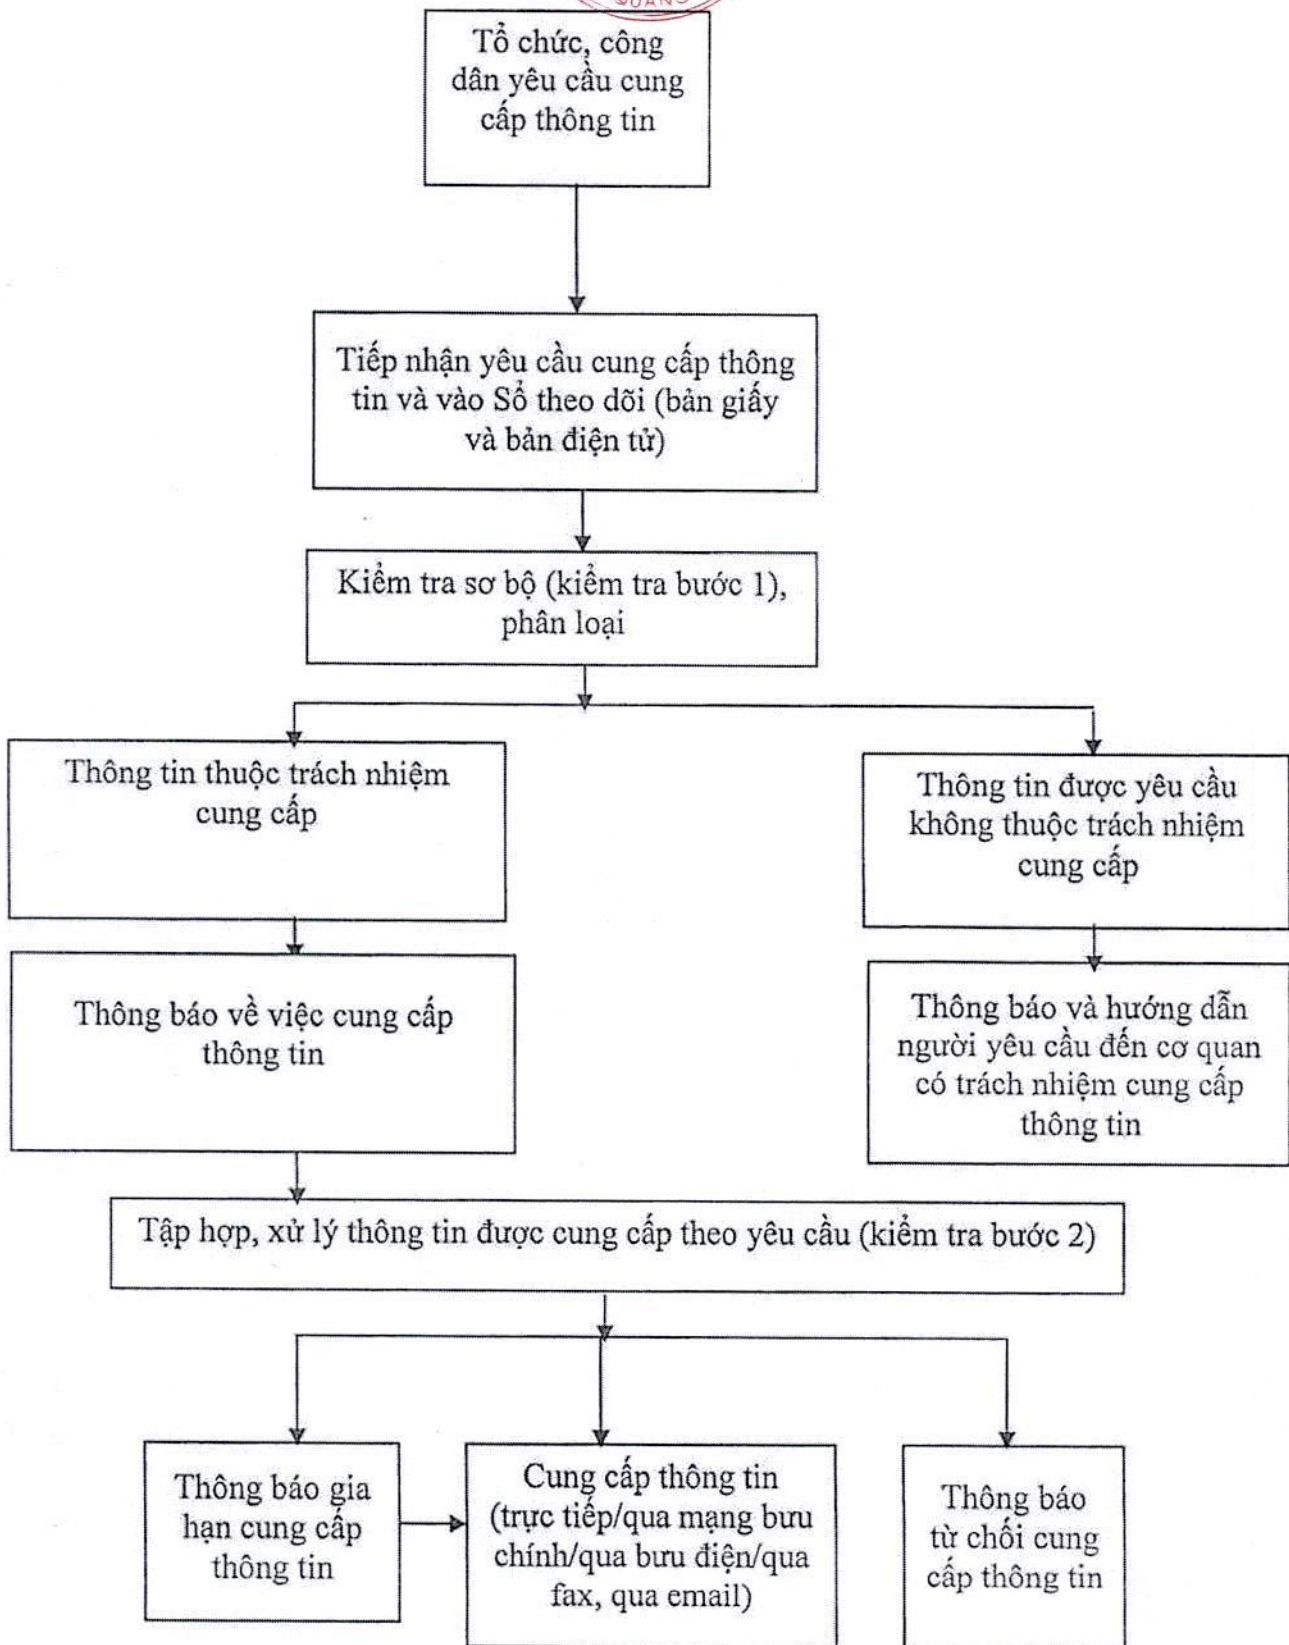 QUANG
Tổ chức, công
dân yêu cầu cung
cấp thông tin
Tiếp nhận yêu cầu cung cấp thông
tin và vào Sổ theo dõi (bản giấy
và bản điện tử)
Kiểm tra sơ bộ (kiểm tra bước 1),
phân loại
Thông tin thuộc trách nhiệm
cung cấp
Thông tin được yêu cầu
không thuộc trách nhiệm
cung cấp
Thông báo về việc cung cấp
thông tin
Thông báo và hướng dẫn
người yêu cầu đến cơ quan
có trách nhiệm cung cấp
thông tin
Tập hợp, xử lý thông tin được cung cấp theo yêu cầu (kiểm tra bước 2)
Thông báo gia
hạn cung cấp
thông tin
Cung cấp thông tin
(trực tiếp/qua mạng bưu
chính/qua bưu điện/qua
fax, qua email)
Thông báo
từ chối cung
cấp thông tin